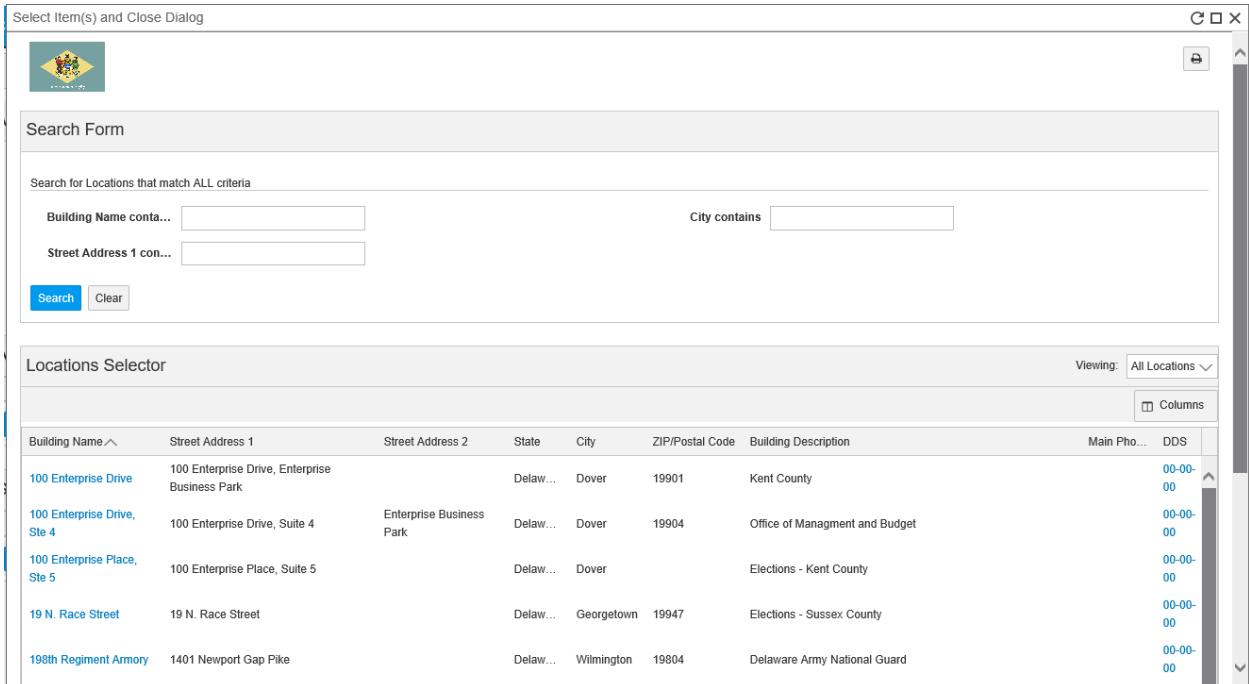 Select Item(s) and Close Dialog
Search Form
Search for Locations that match ALL criteria
Building Name conta...
City contains
Street Address 1 con...
Search
Clear
Locations Selector
Viewing:
All Locations
Columns
Building Name Street Address 1 Street Address 2 State City ZIP/Postal Code Building Description Main Pho... DDS
100 Enterprise Drive
100 Enterprise Drive, Enterprise
Business Park
Delaw... Dover 19901 Kent County
00-00-
00
100 Enterprise Drive,
Ste 4
100 Enterprise Drive, Suite 4
Enterprise Business
Park
Delaw... Dover 19904 Office of Managment and Budget
00-00-
00
100 Enterprise Place,
Ste 5
100 Enterprise Place, Suite 5
Delaw... Dover Elections - Kent County
00-00-
00
19 N. Race Street
19 N. Race Street
Delaw... Georgetown 19947 Elections - Sussex County
00-00-
00
198th Regiment Armory
1401 Newport Gap Pike
Delaw... Wilmington 19804 Delaware Army National Guard
00-00-
00